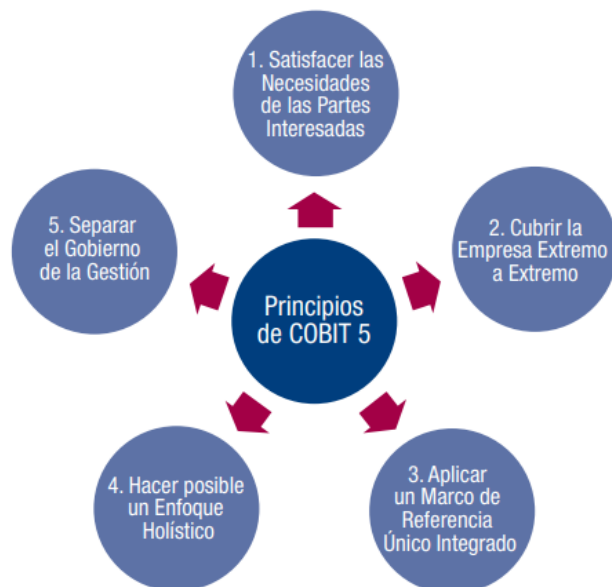 1. Satisfacer las
Necesidades
de las Partes
Interesadas
5. Separar
el Gobierno
de la Gestión
2. Cubrir la
Empresa Extremo
a Extremo
Principios
de COBIT 5
4. Hacer posible
un Enfoque
Holístico
3. Aplicar
un Marco de
Referencia
Único Integrado